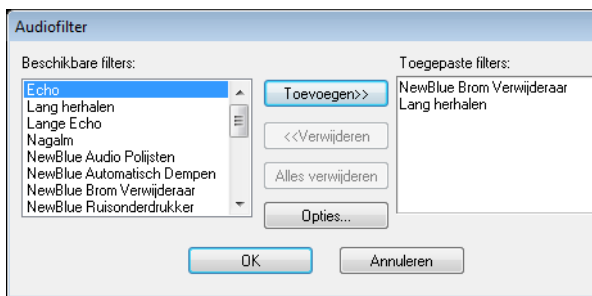 Audiofilter
Beschikbare filters:
Echo
Lang herhalen
Lange Echo
Nagalm
NewBlue Audio Polijsten
NewBlue Automatisch Dempen
NewBlue Brom Verwijderaar
NewBlue Ruisonderdrukker
Toevoegen>>
<<Verwijderen
Alles verwijderen
Opties...
Toegepaste filters:
NewBlue Brom Verwijderaar
Lang herhalen
OK
Annuleren